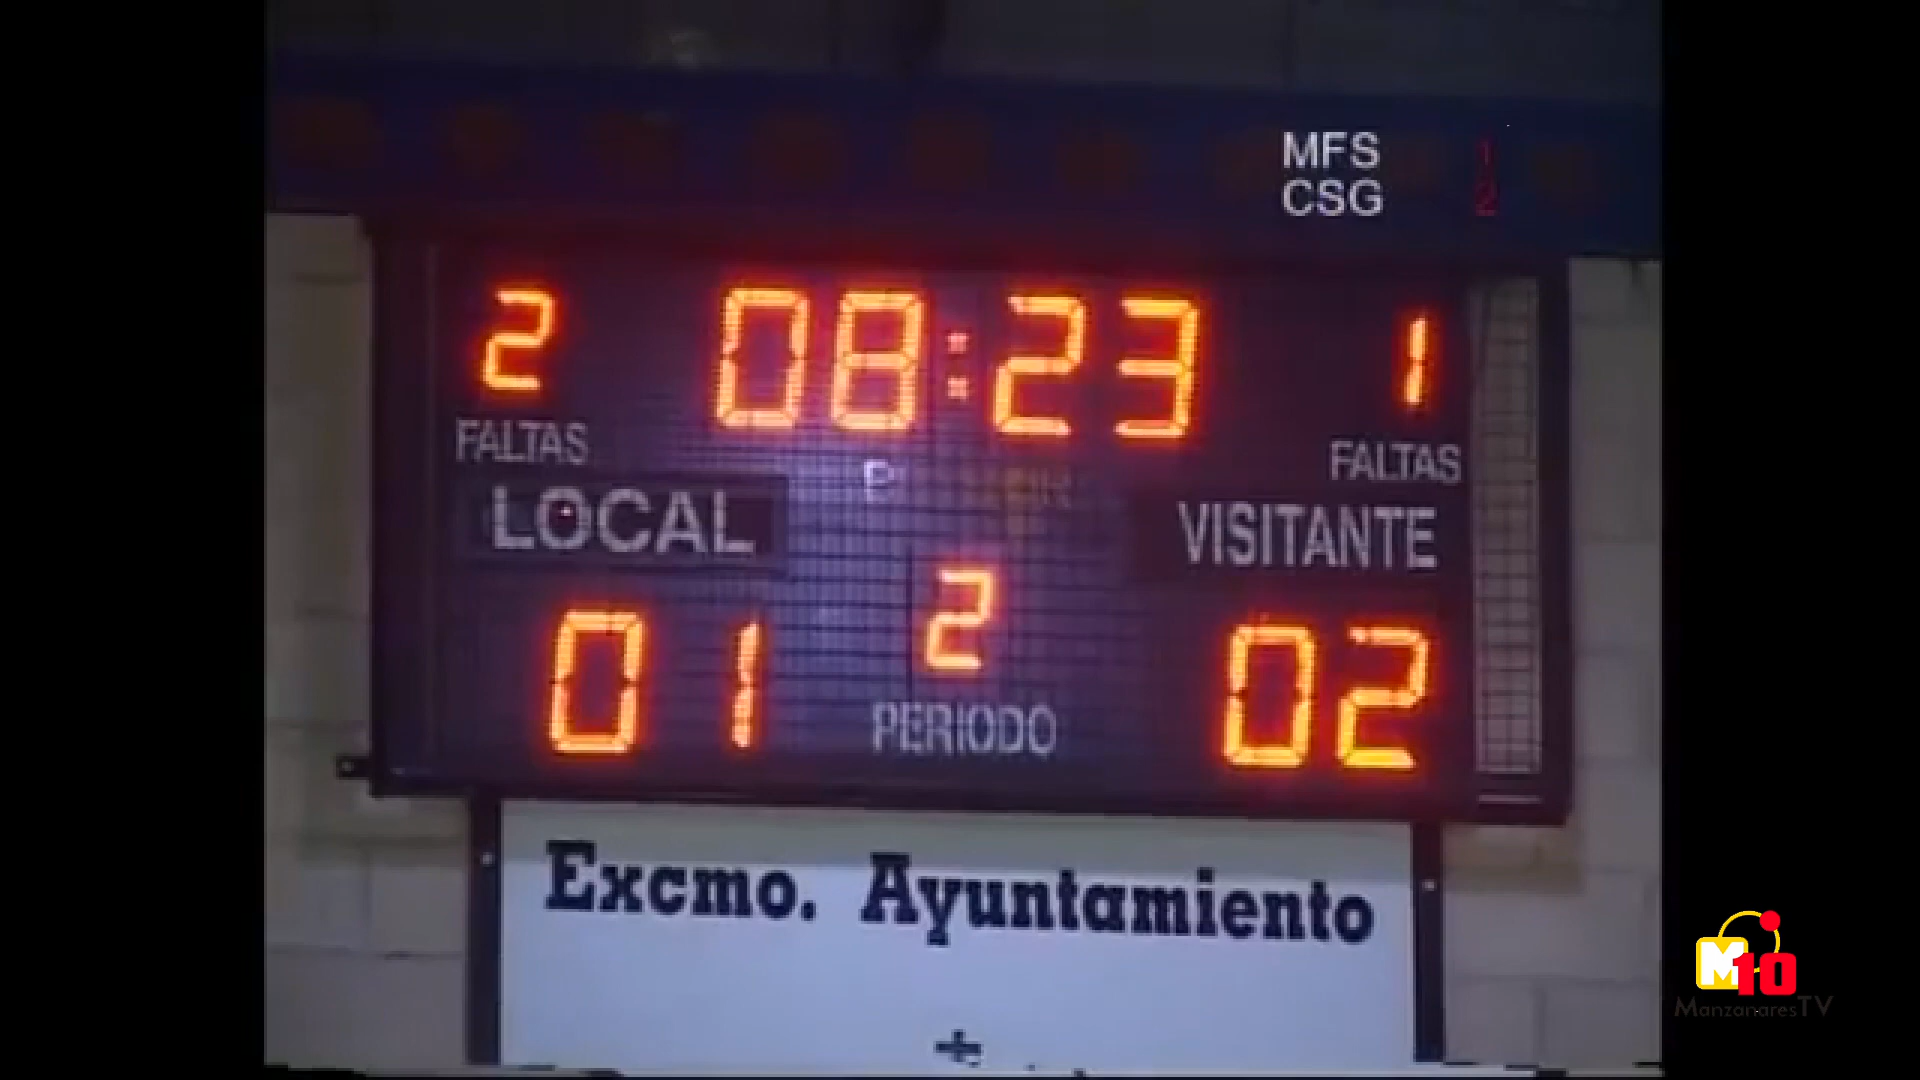 MFS 1
CSG 2
2 08:23 1
FALTAS FALTAS
P
LOCAL VISITANTE
2
01 02
PERIODO
Excmo. Ayuntamiento
M10
ManzanaresTV